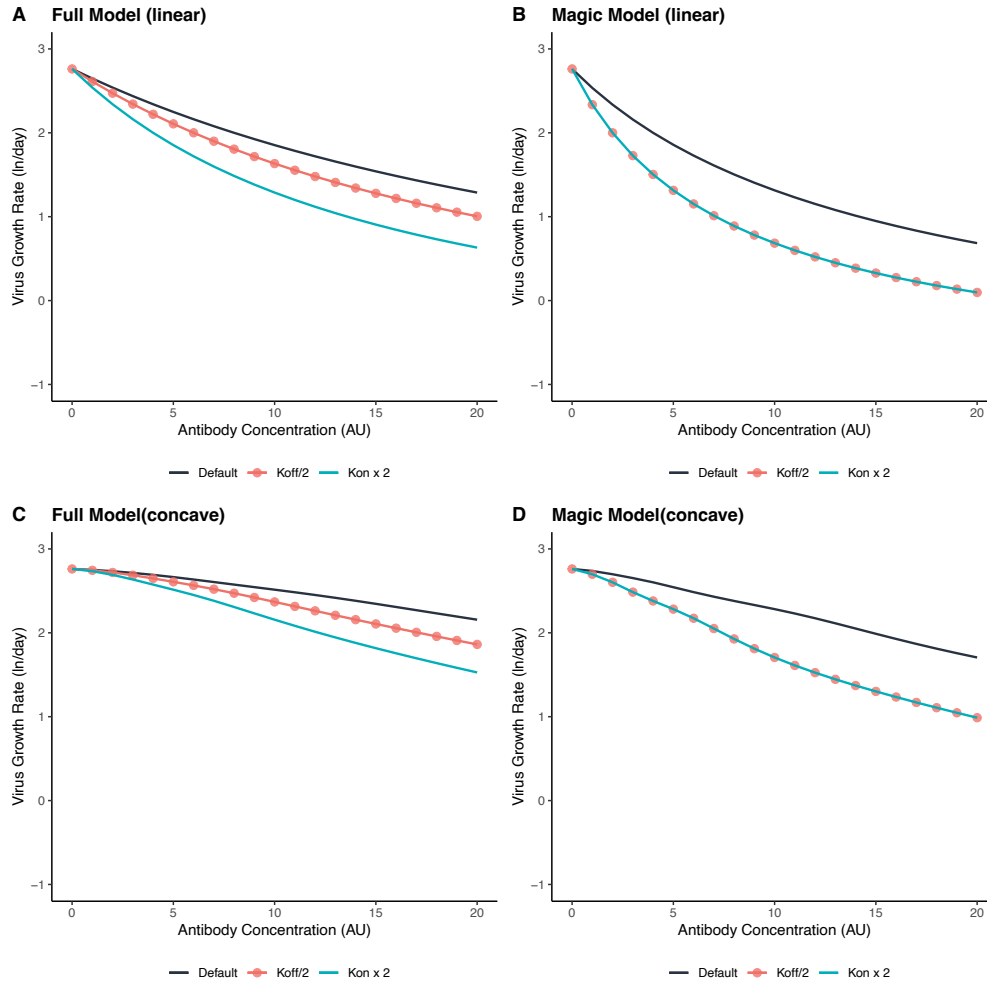 A Full Model (linear)
3
2
1
0
−1
Virus Growth Rate (ln/day)
0 5 10 15 20
Antibody Concentration (AU)
Default Koff/2 Kon x 2
B Magic Model (linear)
3
2
1
0
−1
Virus Growth Rate (ln/day)
0 5 10 15 20
Antibody Concentration (AU)
Default Koff/2 Kon x 2
C Full Model(concave)
3
2
1
0
−1
Virus Growth Rate (ln/day)
0 5 10 15 20
Antibody Concentration (AU)
Default Koff/2 Kon x 2
D Magic Model(concave)
3
2
1
0
−1
Virus Growth Rate (ln/day)
0 5 10 15 20
Antibody Concentration (AU)
Default Koff/2 Kon x 2